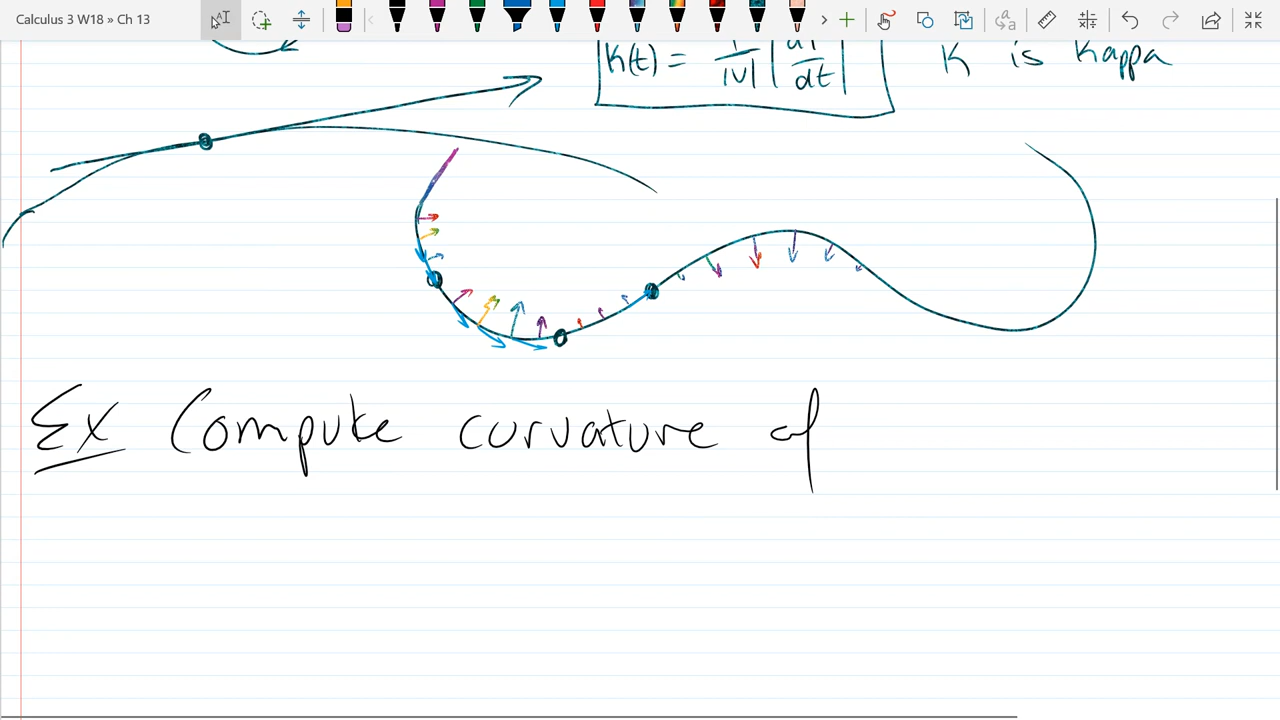 Calculus 3 W18 » Ch 13
K(t) = 1/|v| |dT/dt| K is kappa
Ex Compute curvature of